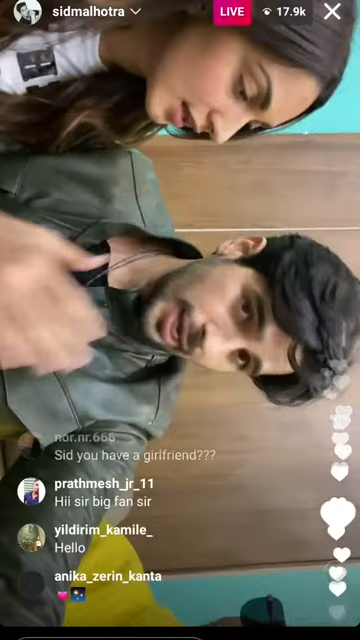 sidmalhotra
LIVE
17.9k
nor.nr.666
Sid you have a girlfriend???
prathmesh_jr_11
Hii sir big fan sir
yildirim_kamile_
Hello
anika_zerin_kanta
💗🌠